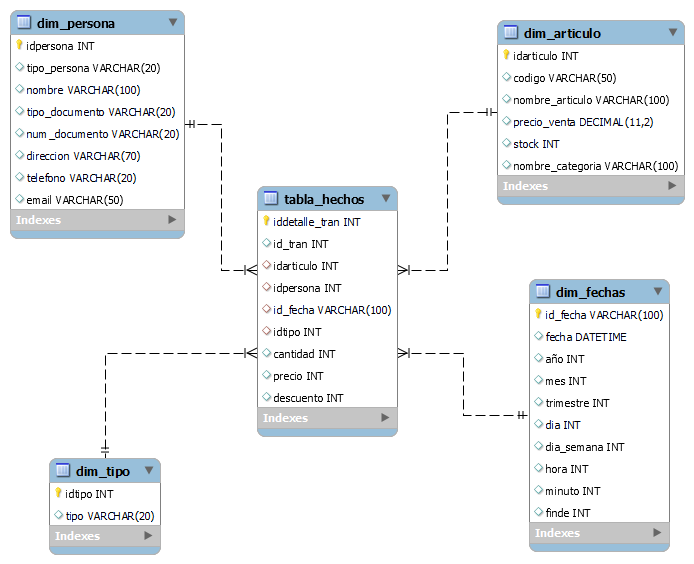 dim_persona
idpersona INT
tipo_persona VARCHAR(20)
nombre VARCHAR(100)
tipo_documento VARCHAR(20)
num_documento VARCHAR(20)
direccion VARCHAR(70)
telefono VARCHAR(20)
email VARCHAR(50)
Indexes
dim_articulo
idarticulo INT
codigo VARCHAR(50)
nombre_articulo VARCHAR(100)
precio_venta DECIMAL(11,2)
stock INT
nombre_categoria VARCHAR(100)
Indexes
tabla_hechos
iddetalle_tran INT
id_tran INT
idarticulo INT
idpersona INT
id_fecha VARCHAR(100)
idtipo INT
cantidad INT
precio INT
descuento INT
Indexes
dim_fechas
id_fecha VARCHAR(100)
fecha DATETIME
año INT
mes INT
trimestre INT
dia INT
dia_semana INT
hora INT
minuto INT
finde INT
Indexes
dim_tipo
idtipo INT
tipo VARCHAR(20)
Indexes